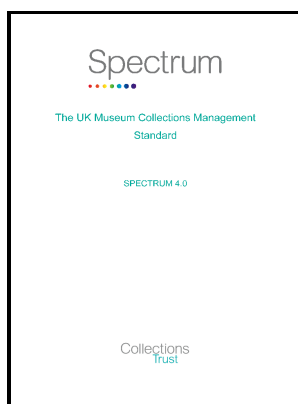 Spectrum
The UK Museum Collections Management
Standard
SPECTRUM 4.0
Collections
Trust